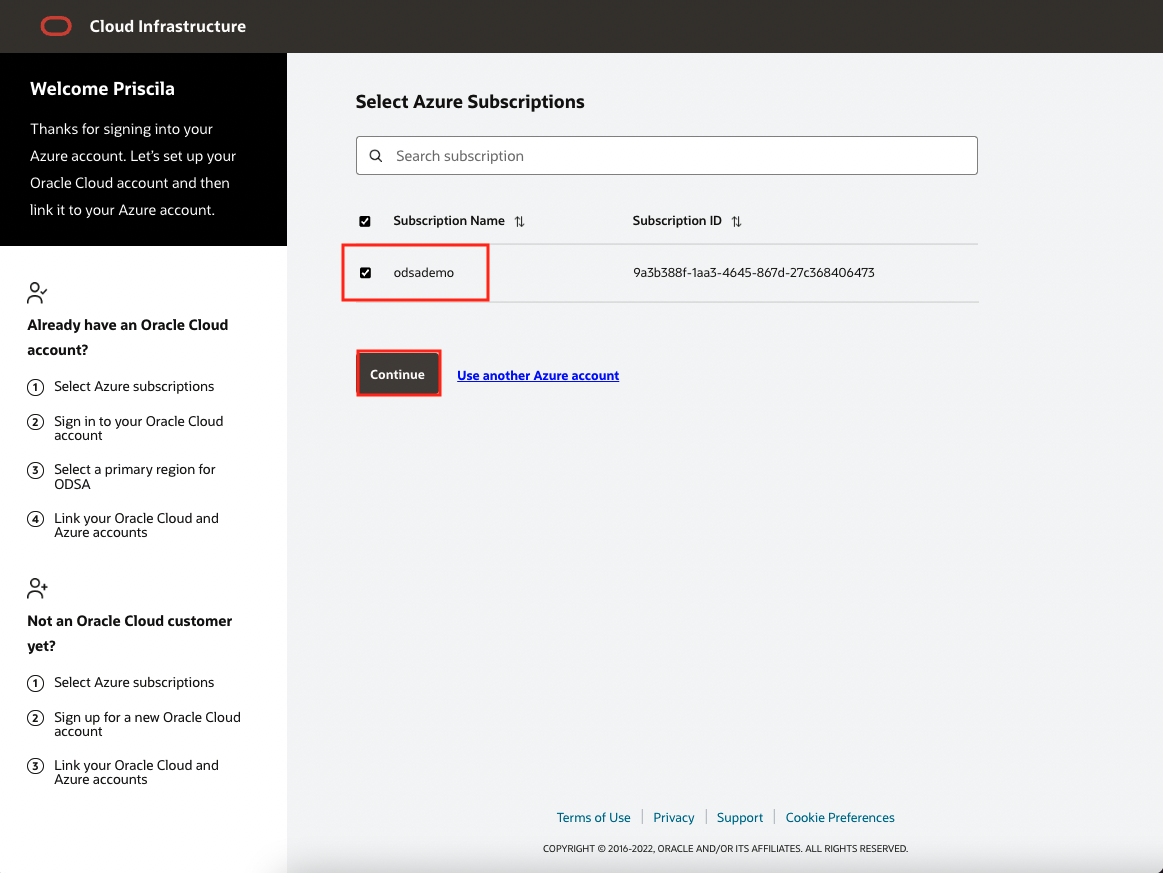 Cloud Infrastructure
Welcome Priscila
Thanks for signing into your
Azure account. Let's set up your
Oracle Cloud account and then
link it to your Azure account.
Already have an Oracle Cloud
account?
1 Select Azure subscriptions
2 Sign in to your Oracle Cloud
account
3 Select a primary region for
ODSA
4 Link your Oracle Cloud and
Azure accounts
Not an Oracle Cloud customer
yet?
1 Select Azure subscriptions
2 Sign up for a new Oracle Cloud
account
3 Link your Oracle Cloud and
Azure accounts
Select Azure Subscriptions
Search subscription
Subscription Name Subscription ID
odsademo 9a3b388f-1aa3-4645-867d-27c368406473
Continue Use another Azure account
Terms of Use Privacy Support Cookie Preferences
COPYRIGHT © 2016-2022, ORACLE AND/OR ITS AFFILIATES. ALL RIGHTS RESERVED.